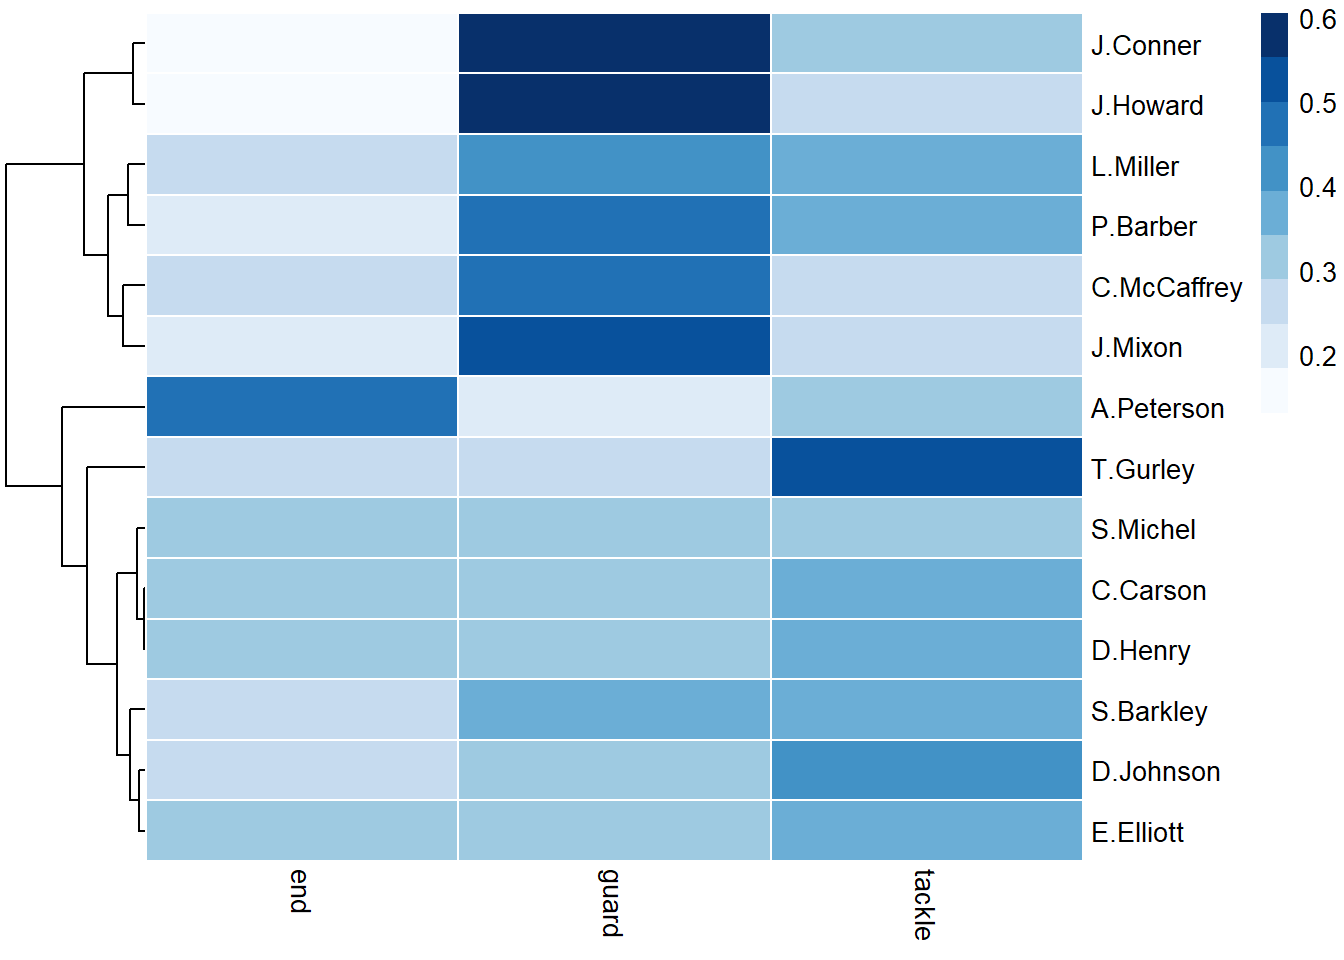 J.Conner
J.Howard
L.Miller
P.Barber
C.McCaffrey
J.Mixon
A.Peterson
T.Gurley
S.Michel
C.Carson
D.Henry
S.Barkley
D.Johnson
E.Elliott
0.6
0.5
0.4
0.3
0.2
end
guard
tackle